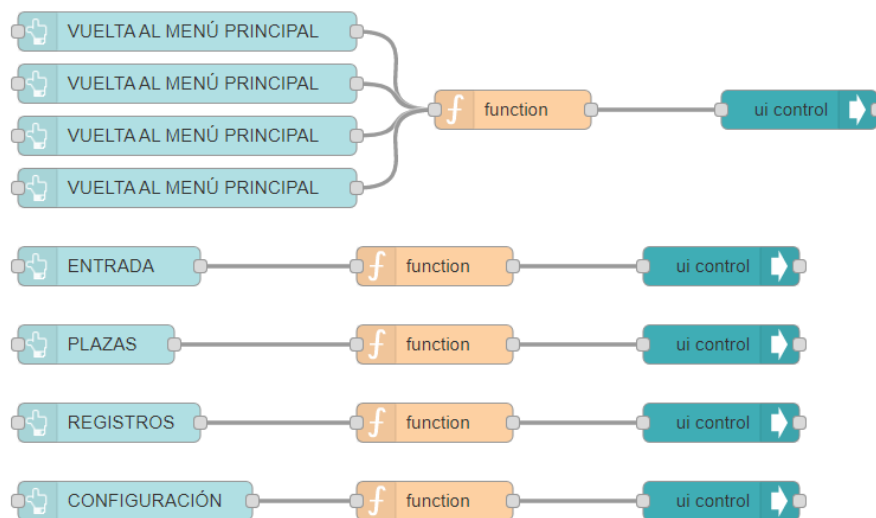 VUELTA AL MENÚ PRINCIPAL
VUELTA AL MENÚ PRINCIPAL
function
ui control
VUELTA AL MENÚ PRINCIPAL
VUELTA AL MENÚ PRINCIPAL
ENTRADA
function
ui control
PLAZAS
function
ui control
REGISTROS
function
ui control
CONFIGURACIÓN
function
ui control